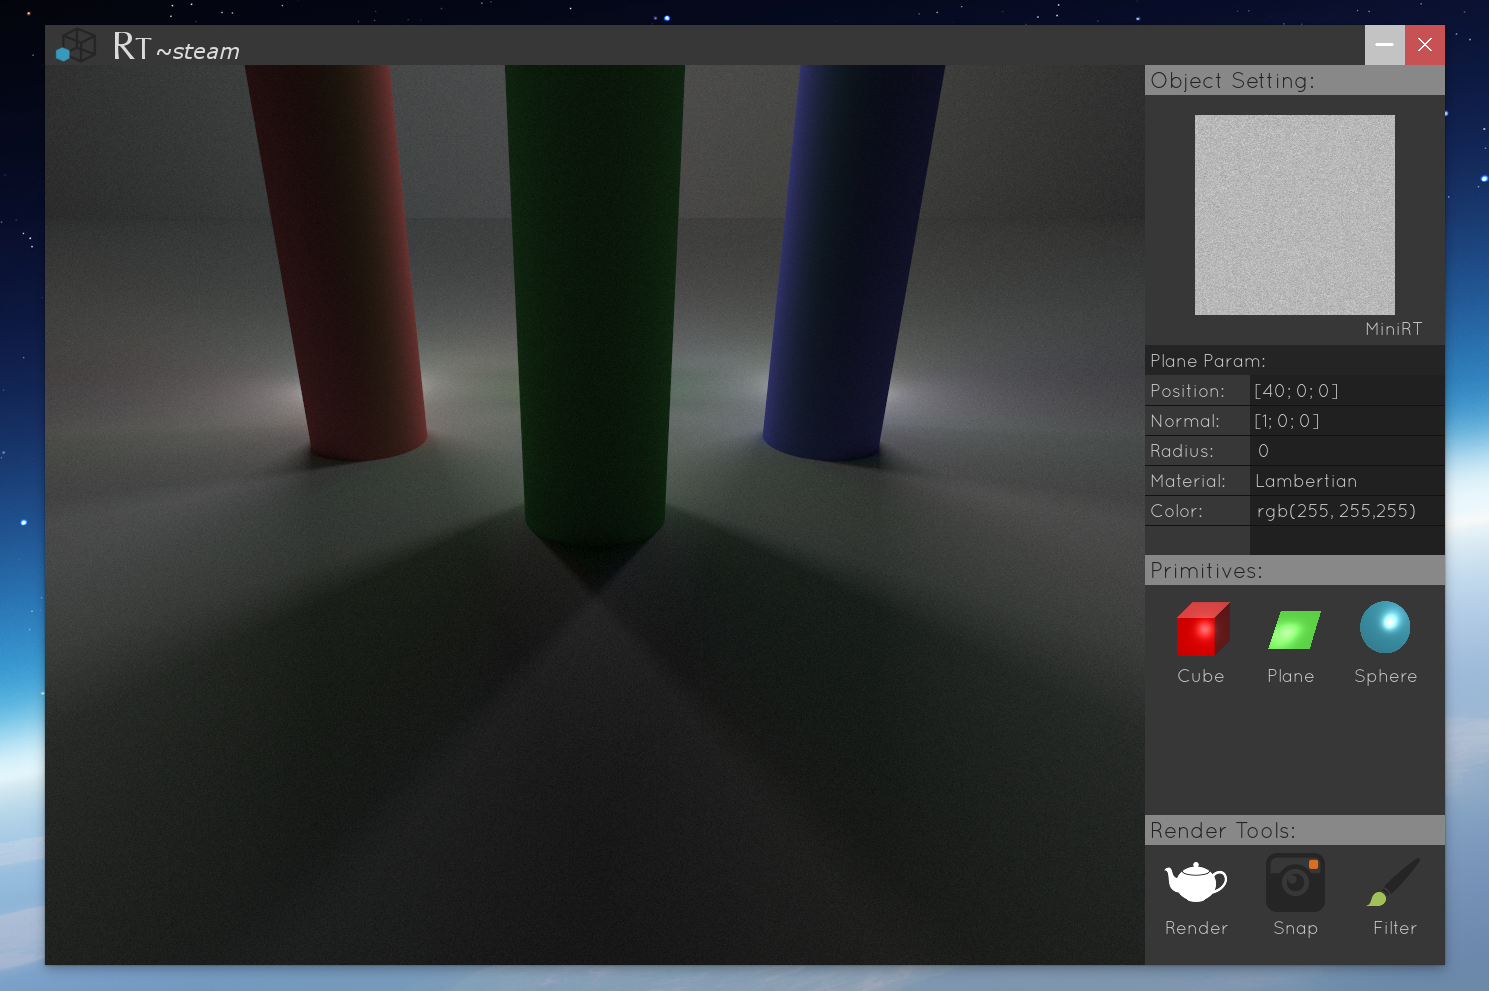 RT ~steam
Object Setting:
MiniRT
Plane Param:
Position: [40; 0; 0]
Normal: [1; 0; 0]
Radius: 0
Material: Lambertian
Color: rgb(255, 255,255)
Primitives:
Cube Plane Sphere
Render Tools:
Render Snap Filter